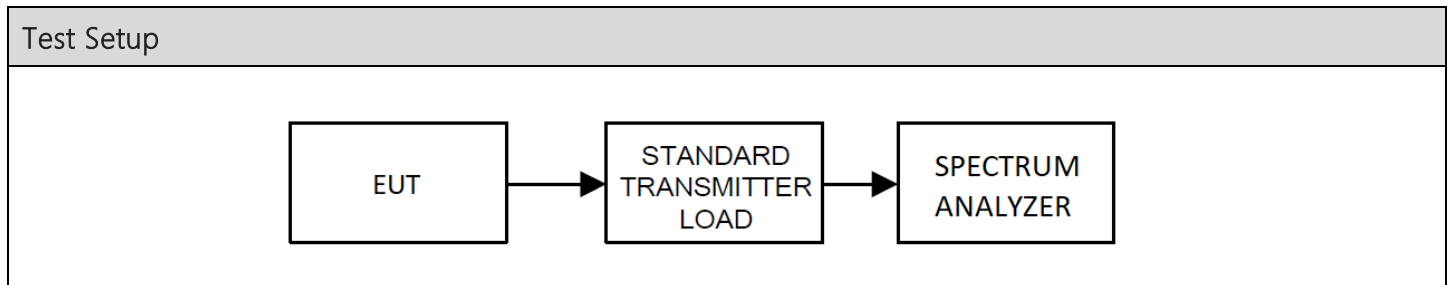 Test Setup
EUT
STANDARD
TRANSMITTER
LOAD
SPECTRUM
ANALYZER